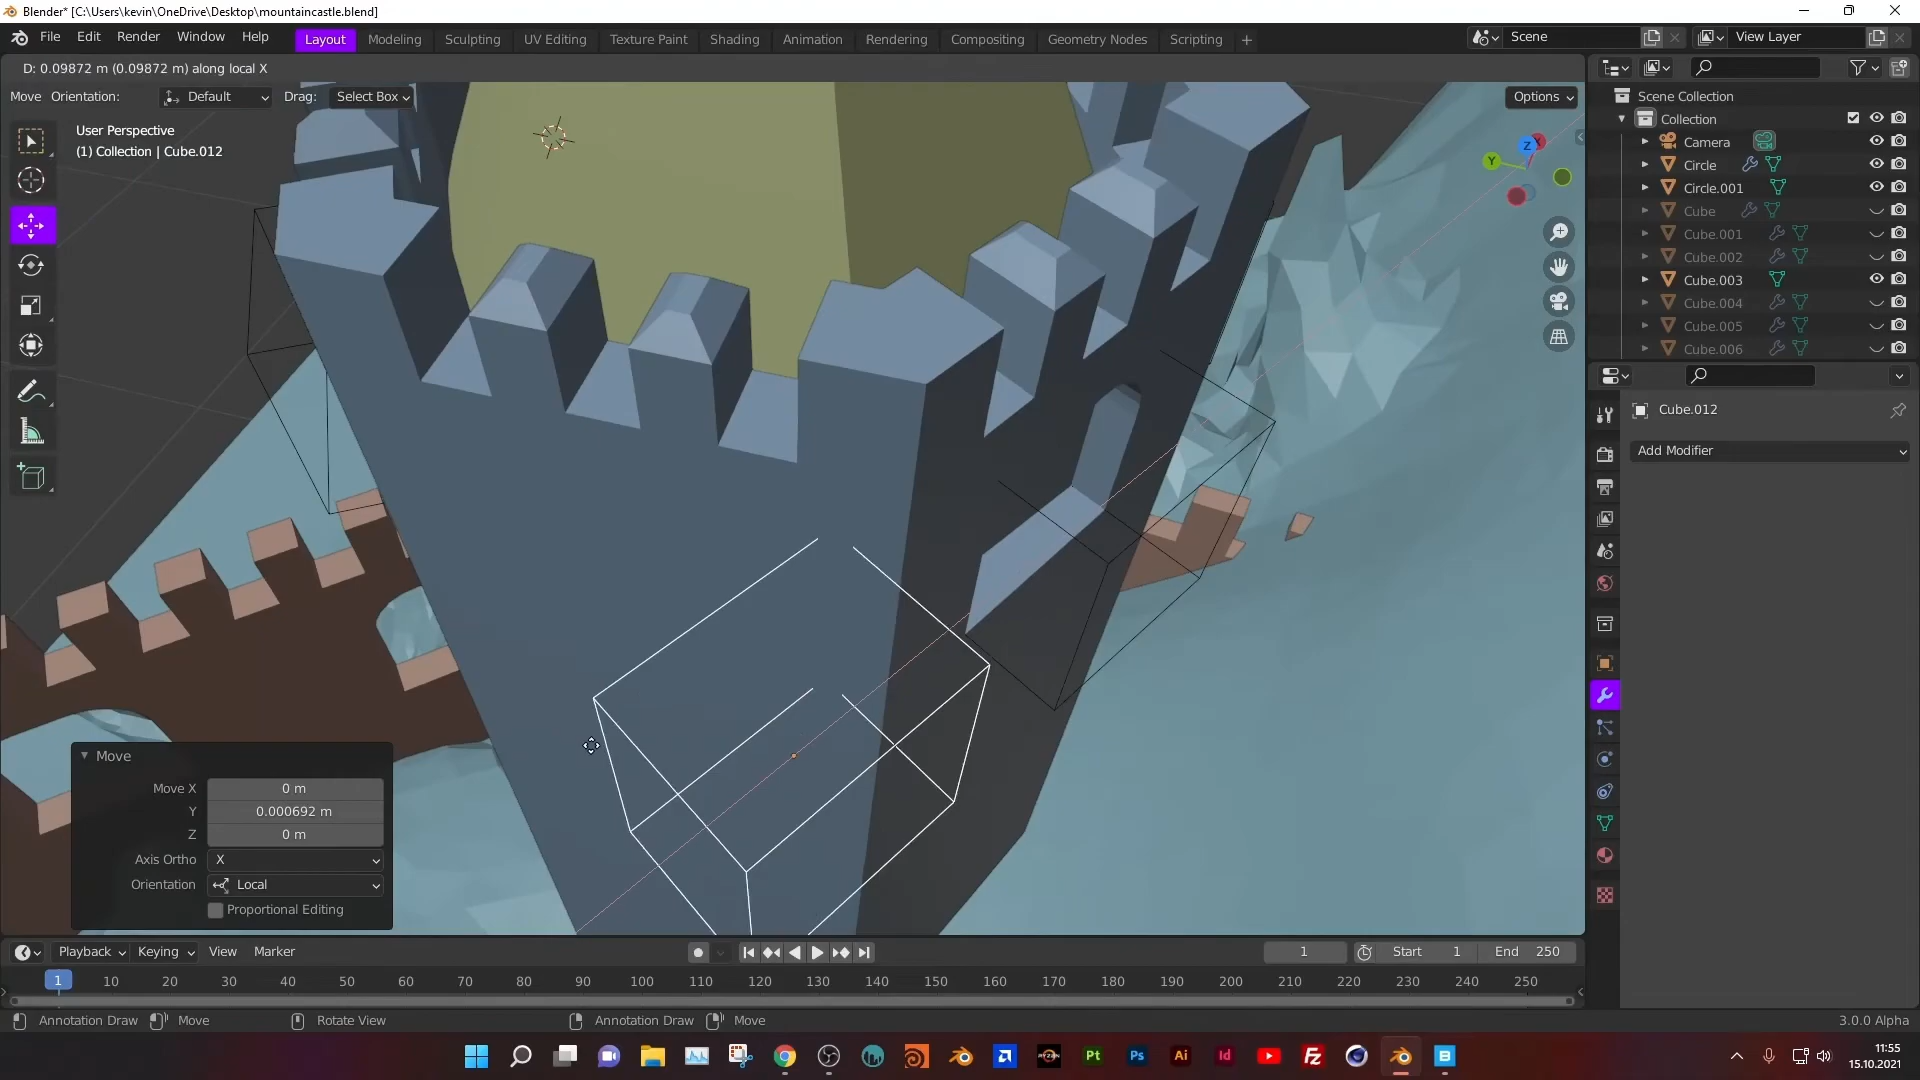 Blender* [C:\Users\kevin\OneDrive\Desktop\mountaincastle.blend]
File Edit Render Window Help Layout Modeling Sculpting UV Editing Texture Paint Shading Animation Rendering Compositing Geometry Nodes Scripting + Scene View Layer
D: 0.09872 m (0.09872 m) along local X
Move Orientation: Default Drag: Select Box Options
User Perspective
(1) Collection | Cube.012
Z
Y
Scene Collection
Collection
Camera
Circle
Circle.001
Cube
Cube.001
Cube.002
Cube.003
Cube.004
Cube.005
Cube.006
Cube.012
Add Modifier
Move
Move X 0 m
Y 0.000692 m
Z 0 m
Axis Ortho X
Orientation Local
Proportional Editing
Playback Keying View Marker 1 Start 1 End 250
1 10 20 30 40 50 60 70 80 90 100 110 120 130 140 150 160 170 180 190 200 210 220 230 240 250
Annotation Draw Move Rotate View Annotation Draw Move 3.0.0 Alpha
RYZEN Pt Ps Ai Id FZ B
11:55
15.10.2021